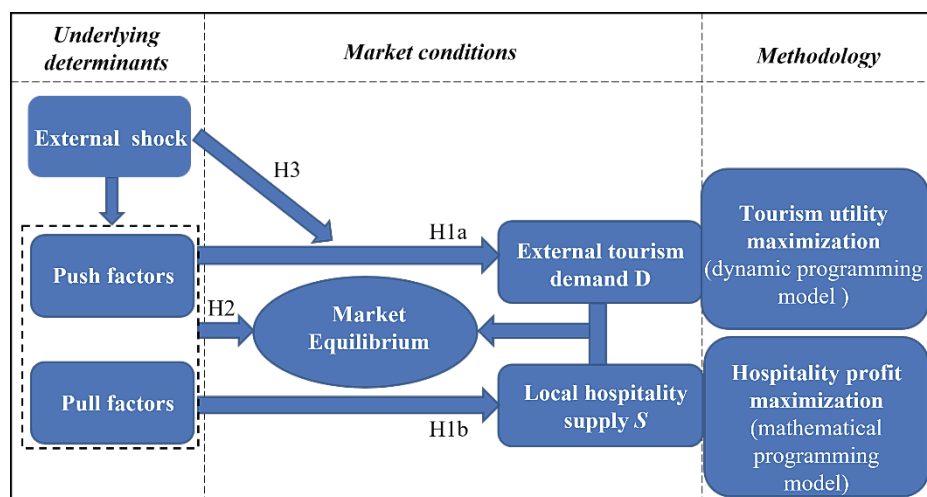 Underlying
determinants
Market conditions
Methodology
External shock
H3
Push factors
H1a
External tourism
demand D
Tourism utility
maximization
(dynamic programming
model )
H2
Market
Equilibrium
Pull factors
H1b
Local hospitality
supply S
Hospitality profit
maximization
(mathematical
programming
model)